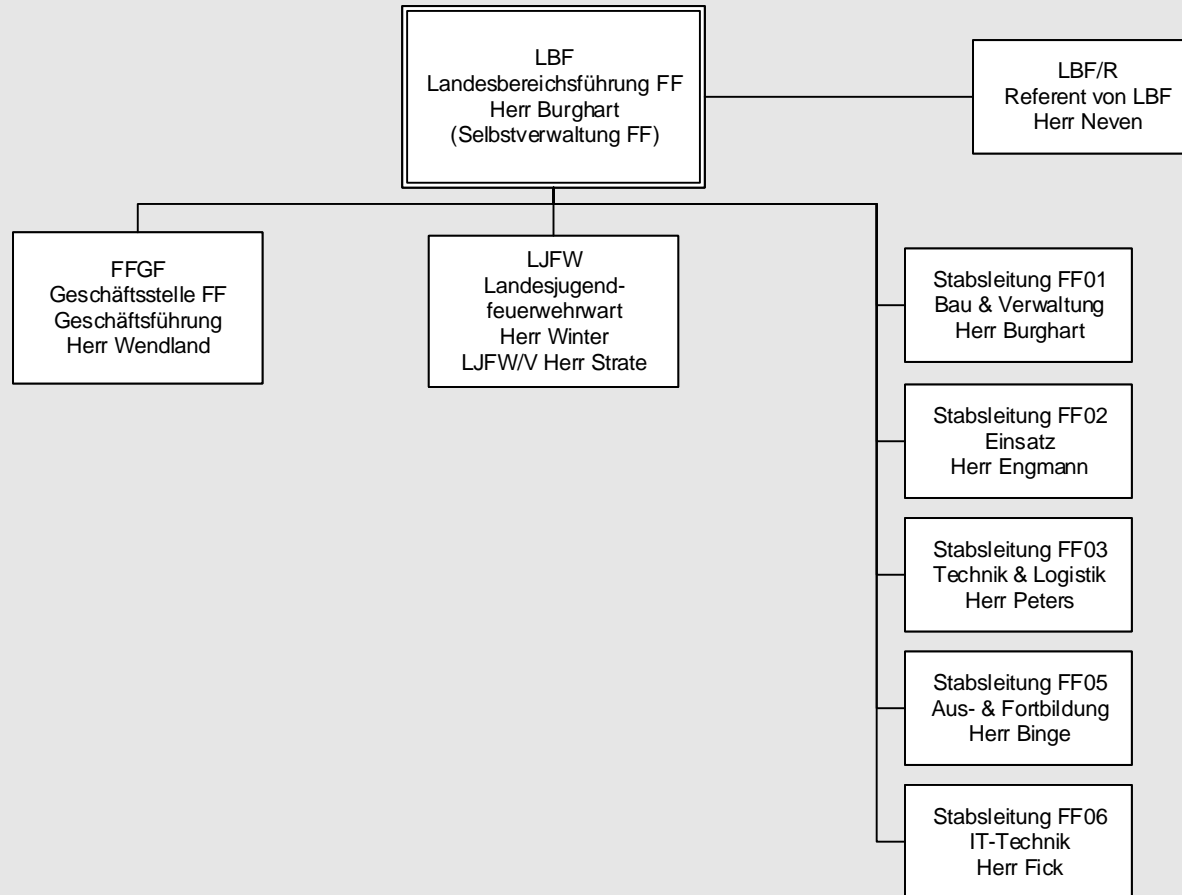 LBF
Landesbereichsführung FF
Herr Burghart
(Selbstverwaltung FF)
LBF/R
Referent von LBF
Herr Neven
FFGF
Geschäftsstelle FF
Geschäftsführung
Herr Wendland
LJFW
Landesjugend-
feuerwehrwart
Herr Winter
LJFW/V Herr Strate
Stabsleitung FF01
Bau & Verwaltung
Herr Burghart
Stabsleitung FF02
Einsatz
Herr Engmann
Stabsleitung FF03
Technik & Logistik
Herr Peters
Stabsleitung FF05
Aus- & Fortbildung
Herr Binge
Stabsleitung FF06
IT-Technik
Herr Fick